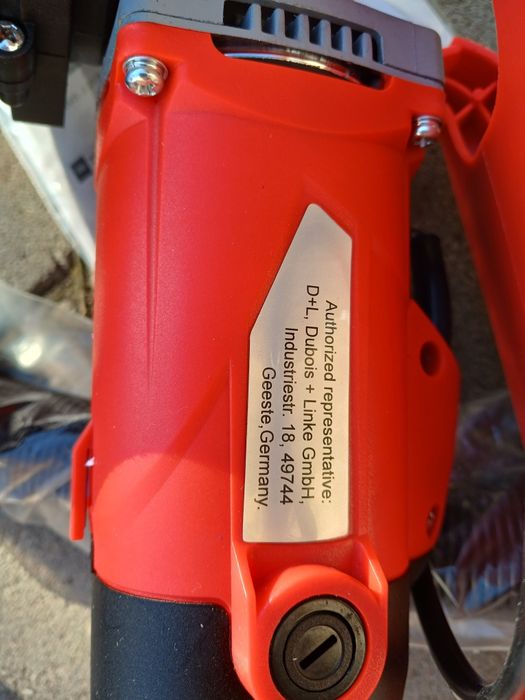 Authorized representative:
D+L, Dubois + Linke GmbH,
Industriestr. 18, 49744
Geeste,Germany.